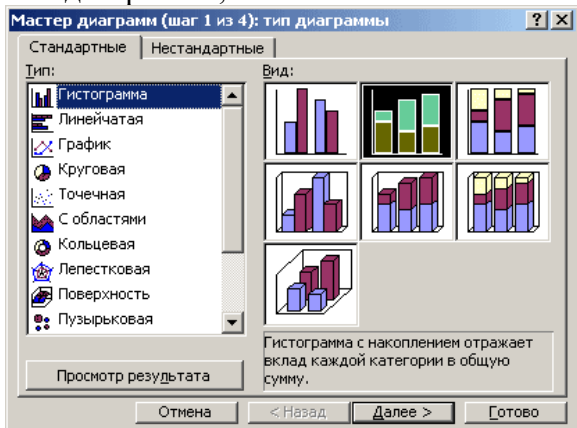 Мастер диаграмм (шаг 1 из 4): тип диаграммы
Стандартные Нестандартные
Тип: Вид:
Гистограмма
Линейчатая
График
Круговая
Точечная
С областями
Кольцевая
Лепестковая
Поверхность
Пузырьковая
Гистограмма с накоплением отражает
вклад каждой категории в общую
сумму.
Просмотр результата
Отмена < Назад Далее > Готово